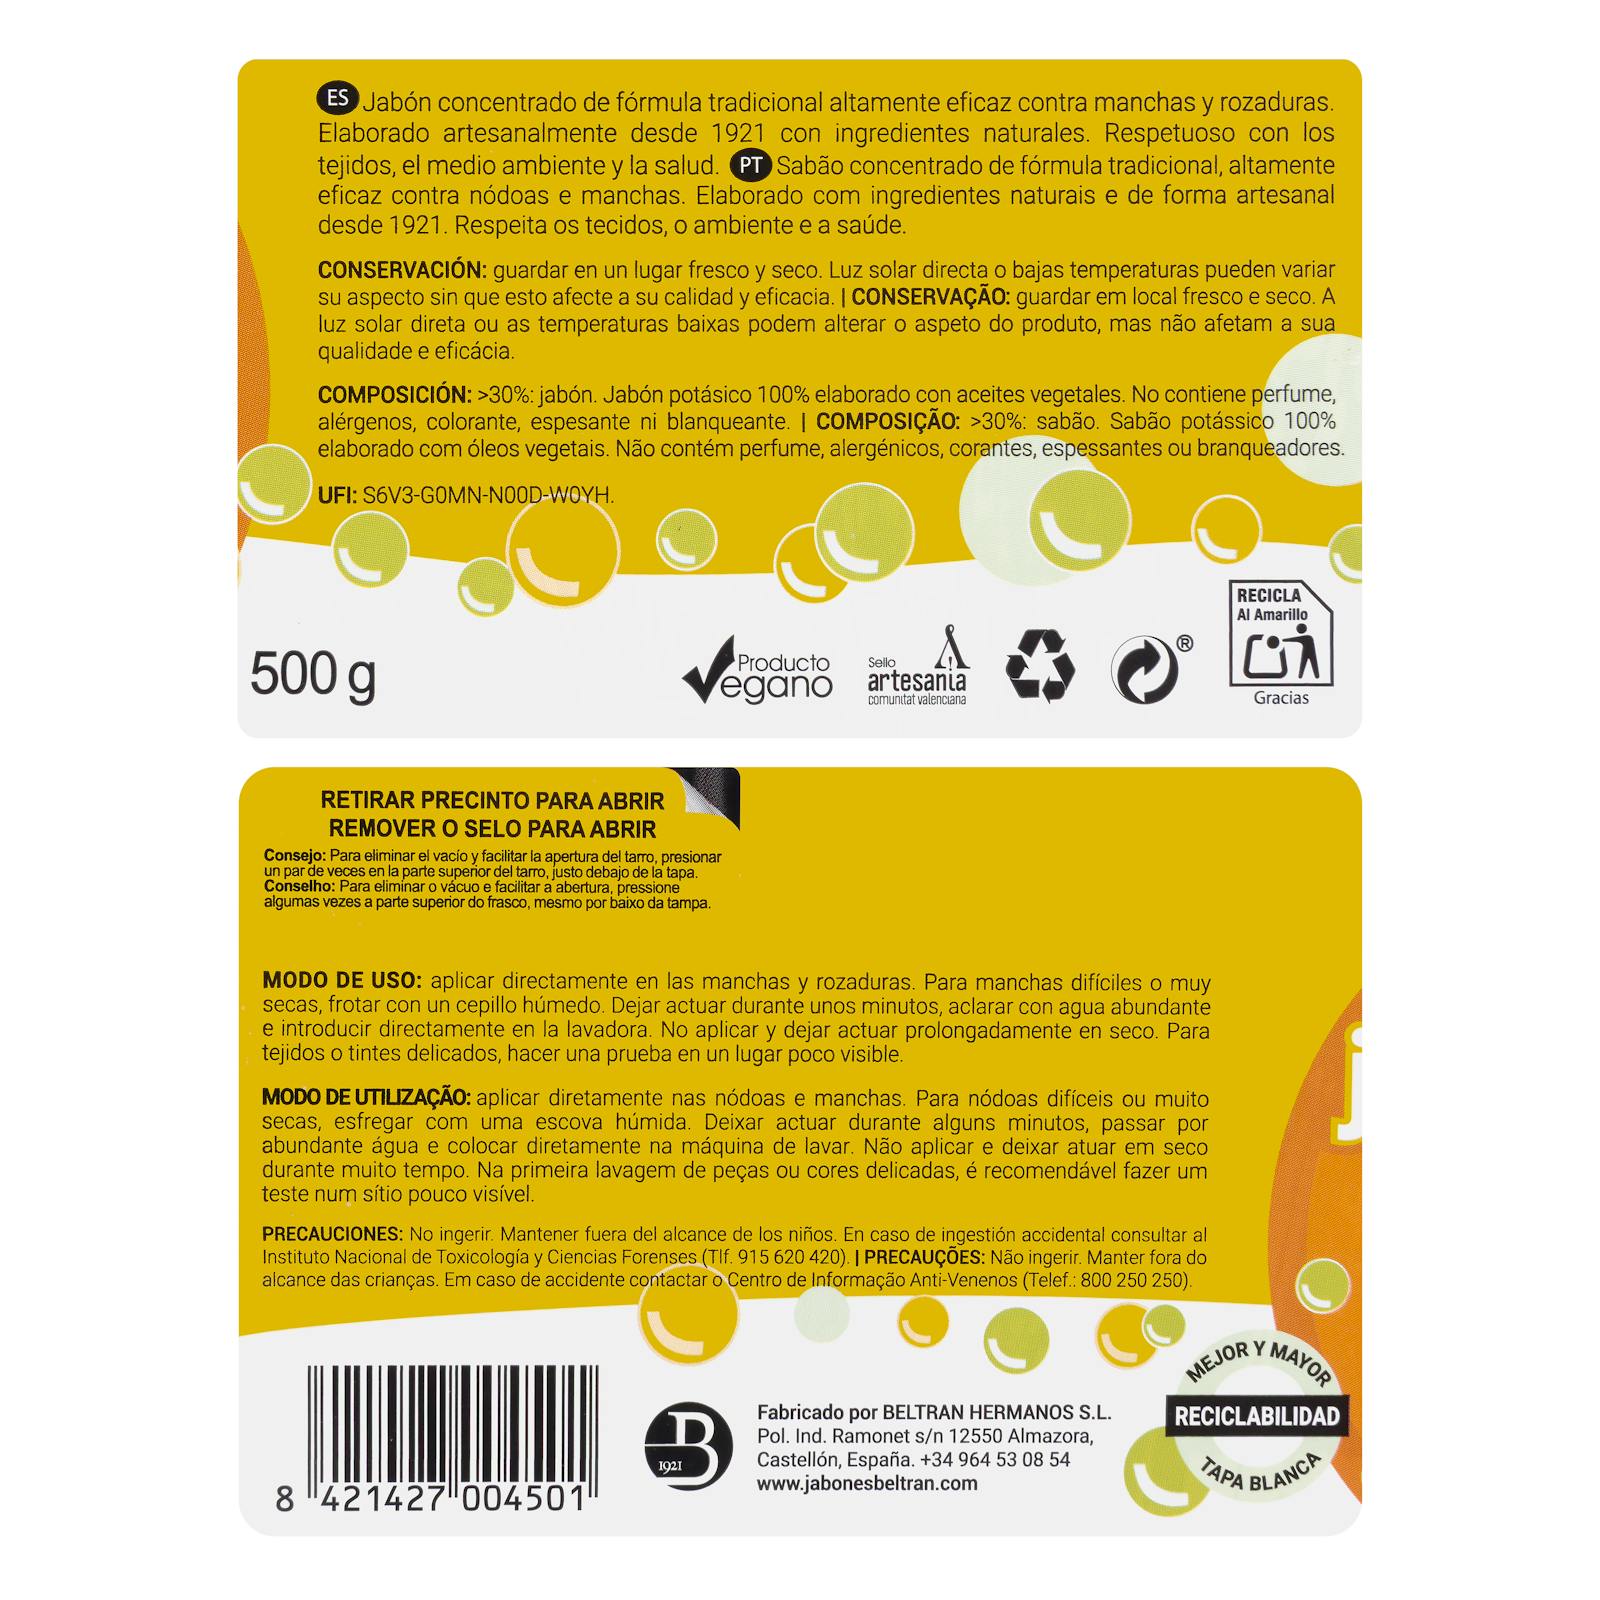 ES Jabón concentrado de fórmula tradicional altamente eficaz contra manchas y rozaduras.
Elaborado artesanalmente desde 1921 con ingredientes naturales. Respetuoso con los
tejidos, el medio ambiente y la salud. PT Sabão concentrado de fórmula tradicional, altamente
eficaz contra nódoas e manchas. Elaborado com ingredientes naturais e de forma artesanal
desde 1921. Respeita os tecidos, o ambiente e a saúde.
CONSERVACIÓN: guardar en un lugar fresco y seco. Luz solar directa o bajas temperaturas pueden variar
su aspecto sin que esto afecte a su calidad y eficacia. | CONSERVAÇÃO: guardar em local fresco e seco. A
luz solar direta ou as temperaturas baixas podem alterar o aspeto do produto, mas não afetam a sua
qualidade e eficácia.
COMPOSICIÓN: >30%: jabón. Jabón potásico 100% elaborado con aceites vegetales. No contiene perfume,
alérgenos, colorante, espesante ni blanqueante. | COMPOSIÇÃO: >30%: sabão. Sabão potássico 100%
elaborado com óleos vegetais. Não contém perfume, alergénicos, corantes, espessantes ou branqueadores.
UFI: S6V3-G0MN-N00D-W0YH.
500 g
Producto
Vegano
Sello
artesanía
comunitat valenciana
®
RECICLA
Al Amarillo
Gracias
RETIRAR PRECINTO PARA ABRIR
REMOVER O SELO PARA ABRIR
Consejo: Para eliminar el vacío y facilitar la apertura del tarro, presionar
un par de veces en la parte superior del tarro, justo debajo de la tapa.
Conselho: Para eliminar o vácuo e facilitar a abertura, pressione
algumas vezes a parte superior do frasco, mesmo por baixo da tampa.
MODO DE USO: aplicar directamente en las manchas y rozaduras. Para manchas difíciles o muy
secas, frotar con un cepillo húmedo. Dejar actuar durante unos minutos, aclarar con agua abundante
e introducir directamente en la lavadora. No aplicar y dejar actuar prolongadamente en seco. Para
tejidos o tintes delicados, hacer una prueba en un lugar poco visible.
MODO DE UTILIZAÇÃO: aplicar diretamente nas nódoas e manchas. Para nódoas difíceis ou muito
secas, esfregar com uma escova húmida. Deixar actuar durante alguns minutos, passar por
abundante água e colocar diretamente na máquina de lavar. Não aplicar e deixar atuar em seco
durante muito tempo. Na primeira lavagem de peças ou cores delicadas, é recomendável fazer um
teste num sítio pouco visível.
PRECAUCIONES: No ingerir. Mantener fuera del alcance de los niños. En caso de ingestión accidental consultar al
Instituto Nacional de Toxicología y Ciencias Forenses (Tlf. 915 620 420). | PRECAUÇÕES: Não ingerir. Manter fora do
alcance das crianças. Em caso de accidente contactar o Centro de Informação Anti-Venenos (Telef.: 800 250 250).
j
8 421427 004501
B
1921
Fabricado por BELTRAN HERMANOS S.L.
Pol. Ind. Ramonet s/n 12550 Almazora,
Castellón, España. +34 964 53 08 54
www.jabonesbeltran.com
MEJOR Y MAYOR
RECICLABILIDAD
TAPA BLANCA